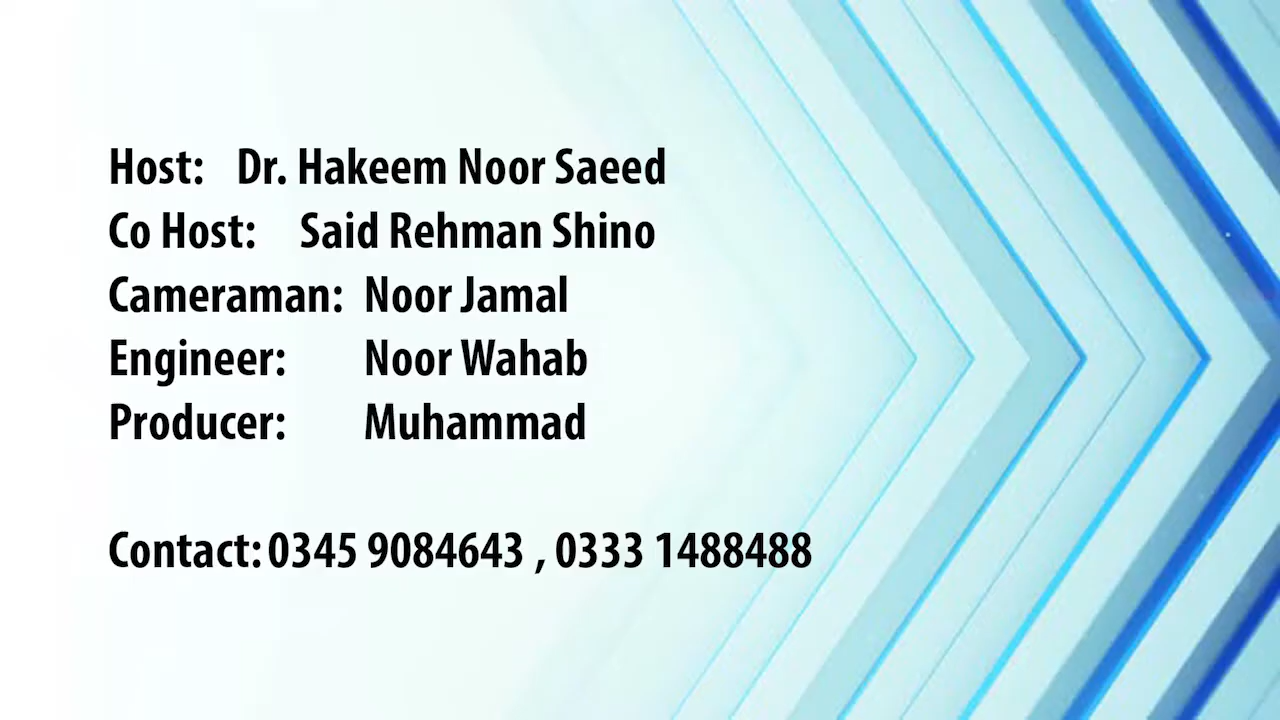 Host: Dr. Hakeem Noor Saeed
Co Host: Said Rehman Shino
Cameraman: Noor Jamal
Engineer: Noor Wahab
Producer: Muhammad
Contact: 0345 9084643 , 0333 1488488